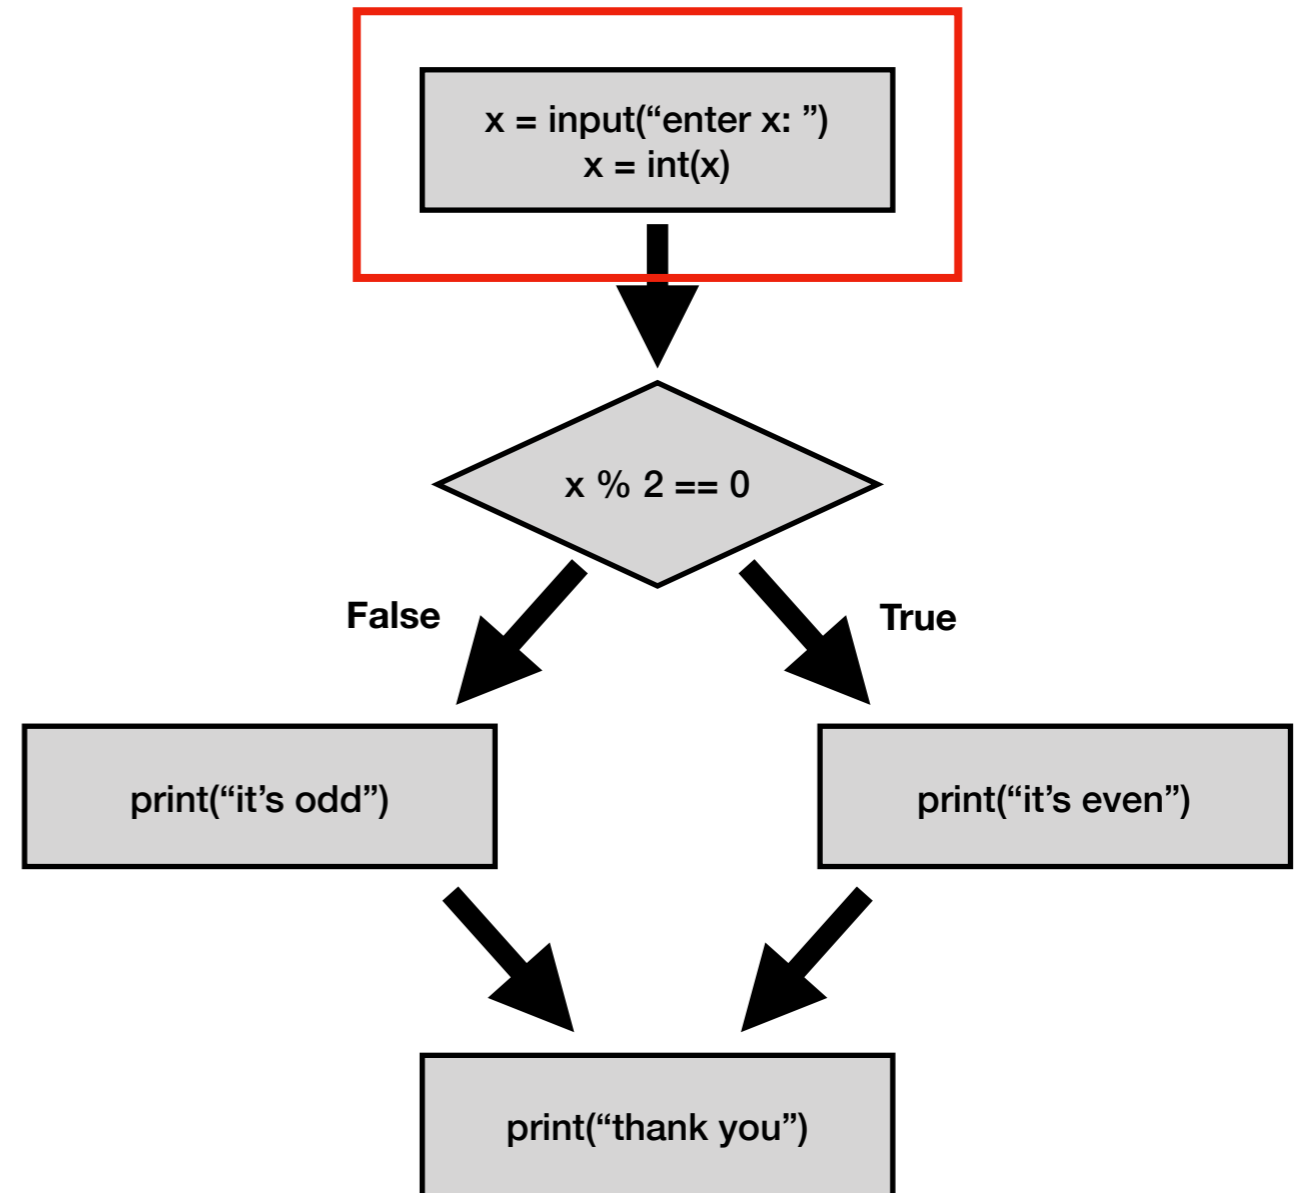 x = input(“enter x: ”)
x = int(x)
x % 2 == 0
False
True
print(“it’s odd”)
print(“it’s even”)
print(“thank you”)